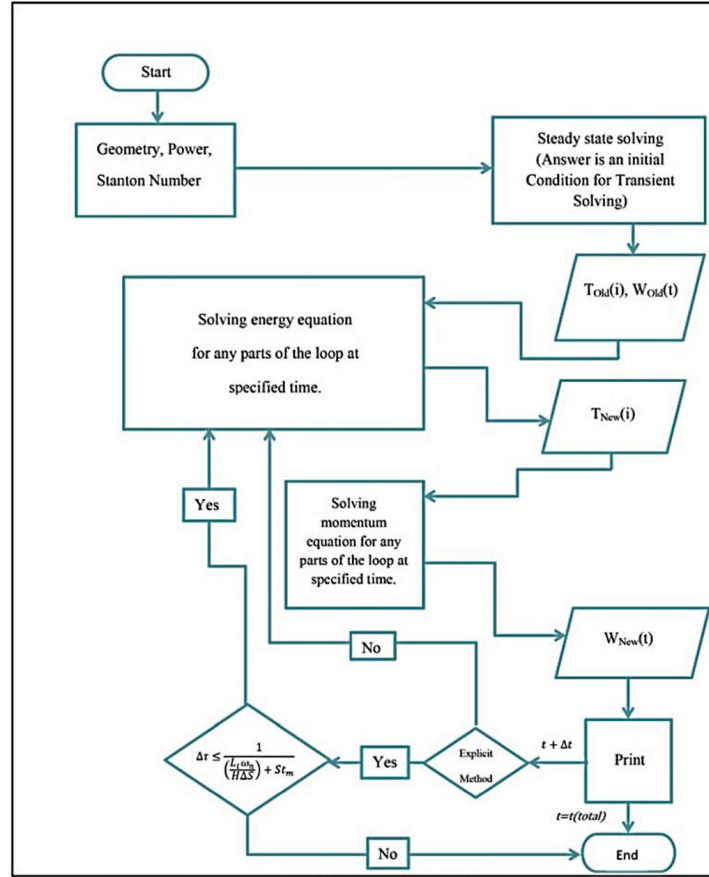 Start
Geometry, Power,
Stanton Number
Steady state solving
(Answer is an initial
Condition for Transient
Solving)
T_Old(i), W_Old(t)
Solving energy equation
for any parts of the loop at
specified time.
T_New(i)
Solving
momentum
equation for any
parts of the loop at
specified time.
Yes
W_New(t)
No
Δτ ≤ 1 / ((L_t ω_n / HΔS) + St_m)
Yes
Explicit
Method
t + Δt
Print
t=t(total)
No
End